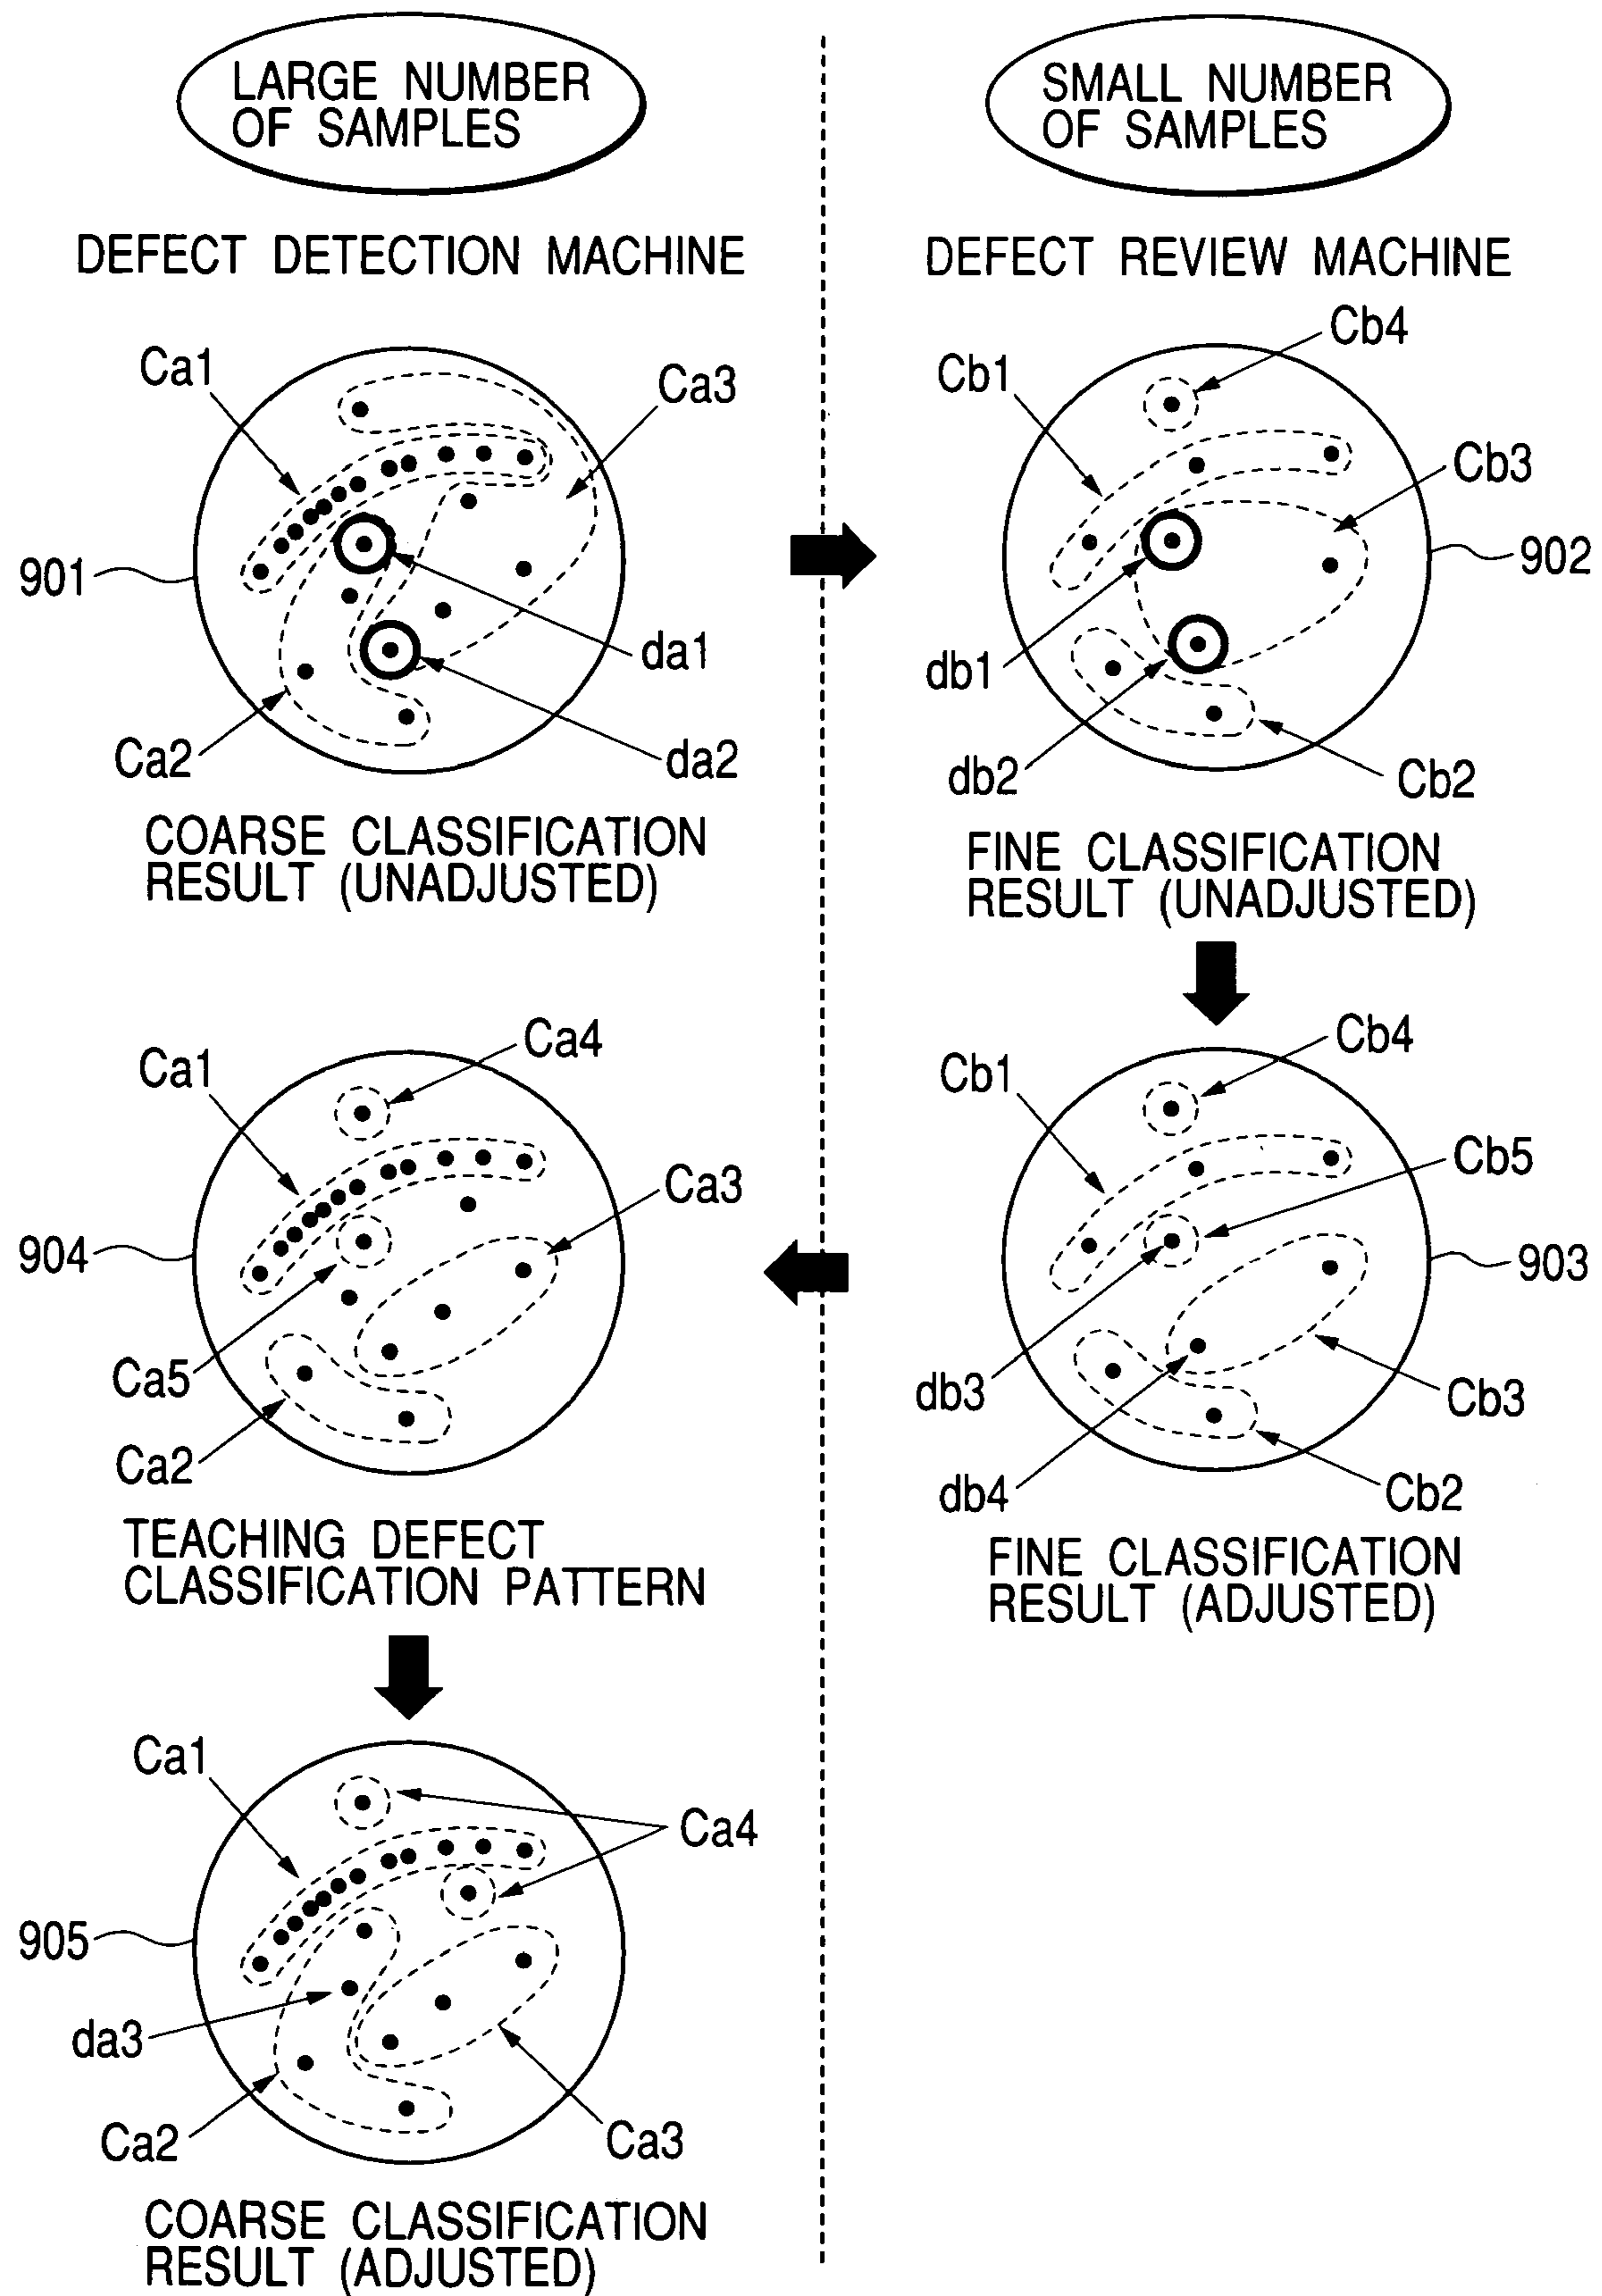 LARGE NUMBER
OF SAMPLES
SMALL NUMBER
OF SAMPLES
DEFECT DETECTION MACHINE
DEFECT REVIEW MACHINE
Ca1
Ca3
901
da1
Ca2
da2
COARSE CLASSIFICATION
RESULT (UNADJUSTED)
Cb4
Cb1
Cb3
902
db1
db2
Cb2
FINE CLASSIFICATION
RESULT (UNADJUSTED)
Cb4
Cb1
Cb5
903
db3
Cb3
db4
Cb2
FINE CLASSIFICATION
RESULT (ADJUSTED)
Ca4
Ca1
Ca3
904
Ca5
Ca2
TEACHING DEFECT
CLASSIFICATION PATTERN
Ca1
Ca4
905
da3
Ca2
Ca3
COARSE CLASSIFICATION
RESULT (ADJUSTED)